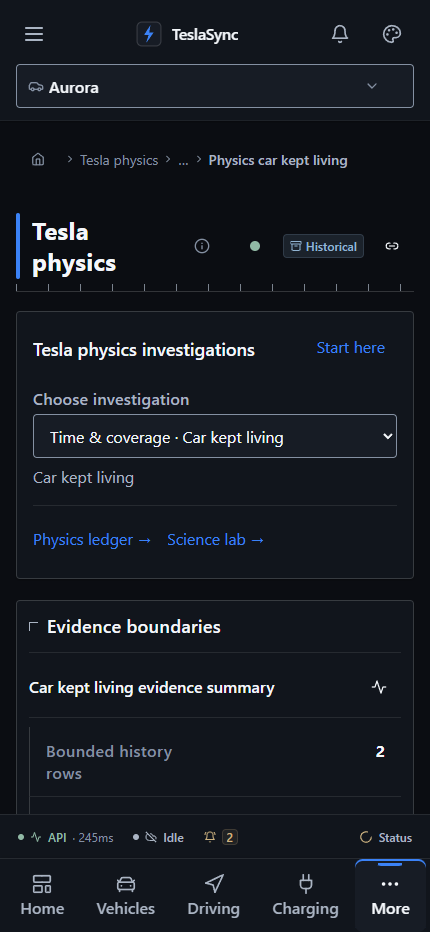 TeslaSync
Aurora
Tesla physics
...
Physics car kept living
Tesla
physics
Historical
Tesla physics investigations
Start here
Choose investigation
Time & coverage · Car kept living
Car kept living
Physics ledger →
Science lab →
Evidence boundaries
Car kept living evidence summary
Bounded history
rows
2
API · 245ms
Idle
2
Status
Home
Vehicles
Driving
Charging
More